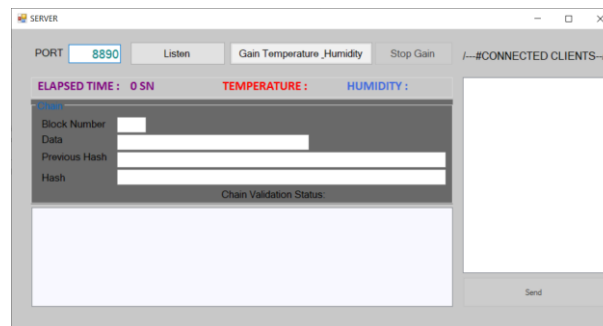 SERVER
PORT 8890 Listen Gain Temperature ,Humidity Stop Gain /---#CONNECTED CLIENTS--
ELAPSED TIME : 0 SN TEMPERATURE : HUMIDITY :
Chain
Block Number
Data
Previous Hash
Hash
Chain Validation Status:
Send